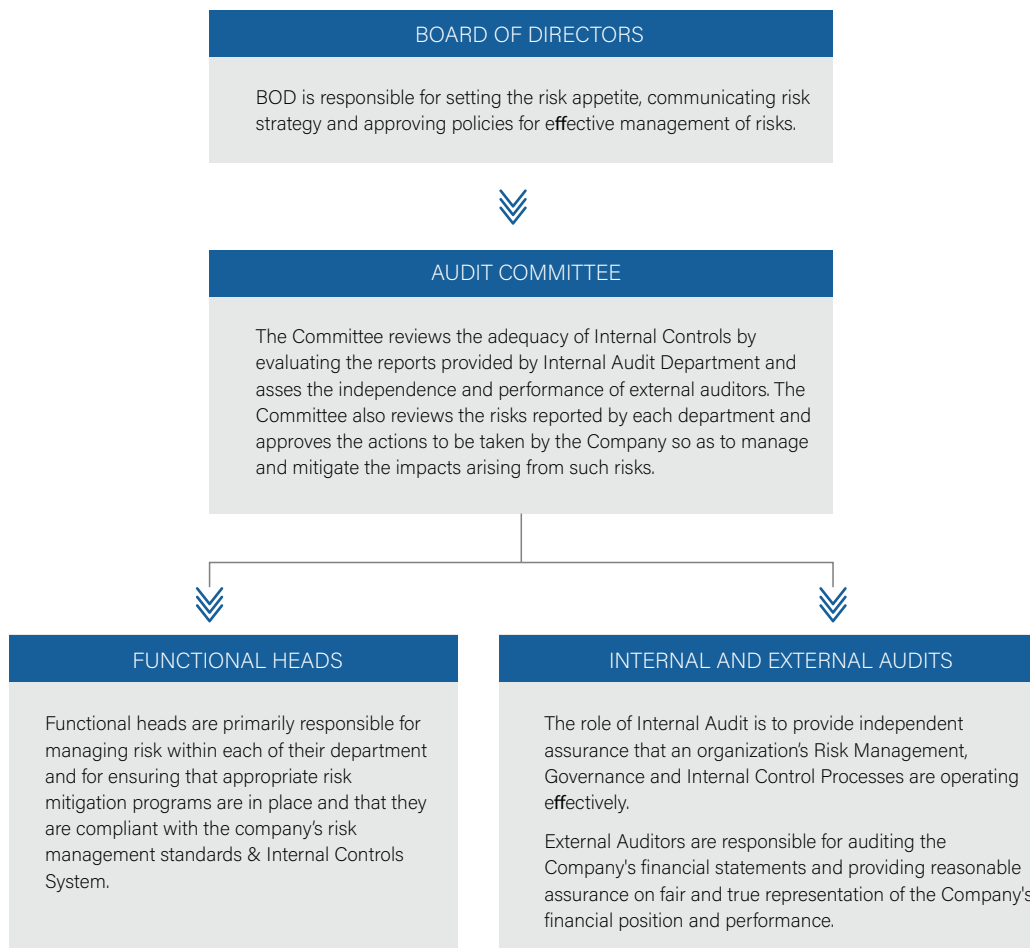 BOARD OF DIRECTORS
BOD is responsible for setting the risk appetite, communicating risk
strategy and approving policies for effective management of risks.
AUDIT COMMITTEE
The Committee reviews the adequacy of Internal Controls by
evaluating the reports provided by Internal Audit Department and
asses the independence and performance of external auditors. The
Committee also reviews the risks reported by each department and
approves the actions to be taken by the Company so as to manage
and mitigate the impacts arising from such risks.
FUNCTIONAL HEADS
Functional heads are primarily responsible for
managing risk within each of their department
and for ensuring that appropriate risk
mitigation programs are in place and that they
are compliant with the company's risk
management standards & Internal Controls
System.
INTERNAL AND EXTERNAL AUDITS
The role of Internal Audit is to provide independent
assurance that an organization's Risk Management,
Governance and Internal Control Processes are operating
effectively.
External Auditors are responsible for auditing the
Company's financial statements and providing reasonable
assurance on fair and true representation of the Company's
financial position and performance.